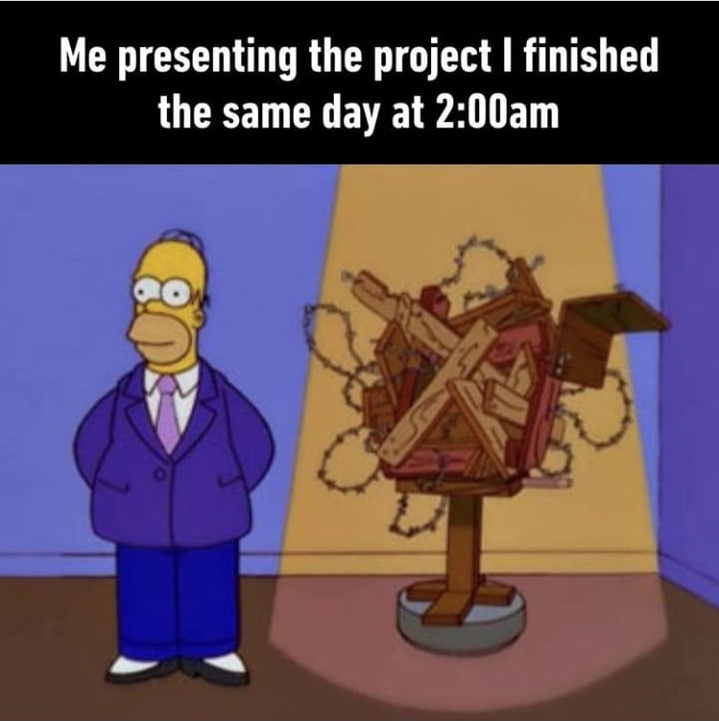 Me presenting the project I finished
the same day at 2:00am